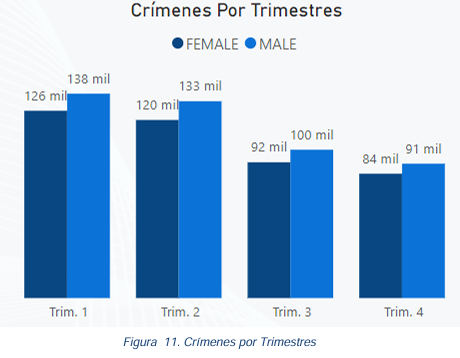 Crímenes Por Trimestres
FEMALE MALE
126 mil 138 mil
120 mil 133 mil
92 mil 100 mil
84 mil 91 mil
Trim. 1 Trim. 2 Trim. 3 Trim. 4
Figura 11. Crímenes por Trimestres